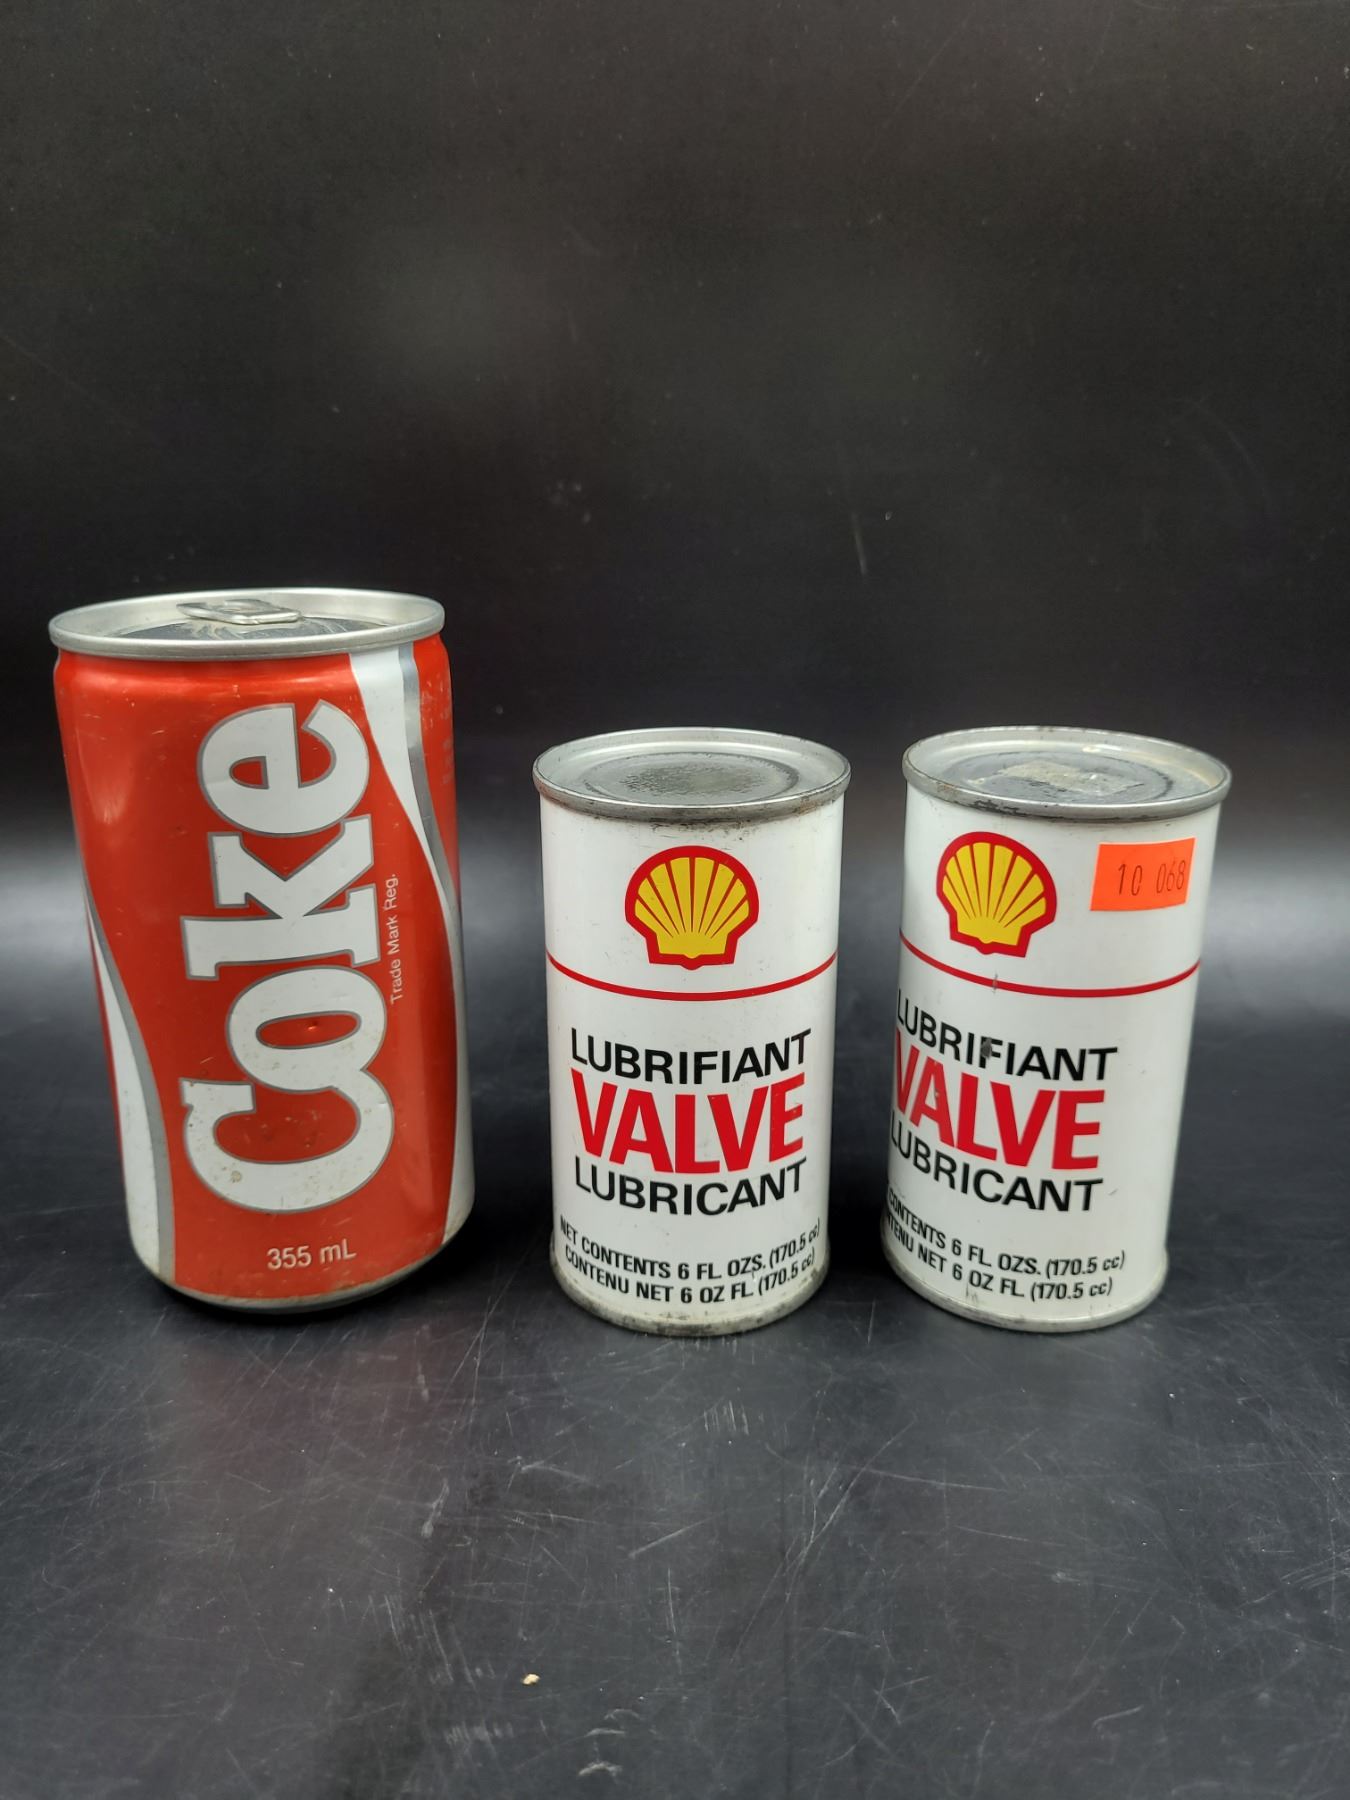 Coke
Trade Mark Reg.
355 mL
LUBRIFIANT
VALVE
LUBRICANT
NET CONTENTS 6 FL. OZS. (170.5 cc)
CONTENU NET 6 OZ FL. (170.5 cc)
10 068
LUBRIFIANT
VALVE
LUBRICANT
CONTENTS 6 FL. OZS. (170.5 cc)
TENU NET 6 OZ FL. (170.5 cc)